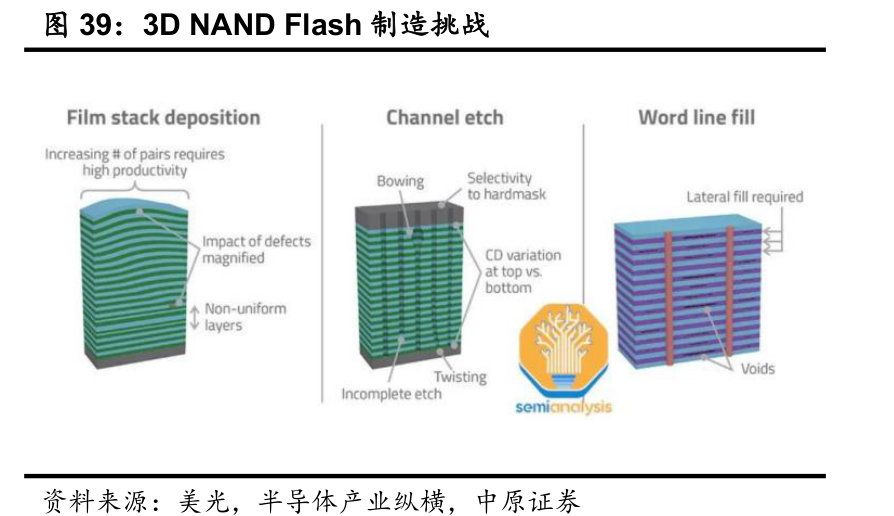 图 39：3D NAND Flash 制造挑战
Film stack deposition
Increasing # of pairs requires
high productivity
Impact of defects
magnified
Non-uniform
layers
Channel etch
Bowing
Selectivity
to hardmask
CD variation
at top vs.
bottom
Twisting
Incomplete etch
Word line fill
Lateral fill required
Voids
semianalysis
资料来源：美光，半导体产业纵横，中原证券